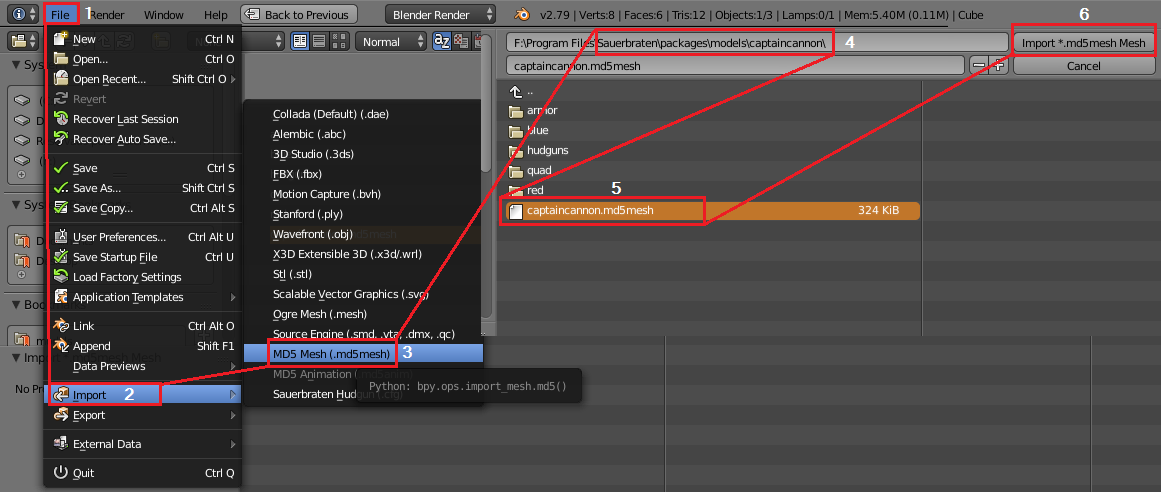 File 1 Render Window Help Back to Previous Blender Render v2.79 | Verts:8 | Faces:6 | Tris:12 | Objects:1/3 | Lamps:0/1 | Mem:5.40M (0.11M) | Cube
6
New Ctrl N
Open... Ctrl O
Open Recent... Shift Ctrl O
Revert
Recover Last Session
Recover Auto Save...
Save Ctrl S
Save As... Shift Ctrl S
Save Copy... Ctrl Alt S
User Preferences... Ctrl Alt U
Save Startup File Ctrl U
Load Factory Settings
Application Templates
Link Ctrl Alt O
Append Shift F1
Data Previews
Import 2
Export
External Data
Quit Ctrl Q
Collada (Default) (.dae)
Alembic (.abc)
3D Studio (.3ds)
FBX (.fbx)
Motion Capture (.bvh)
Stanford (.ply)
Wavefront (.obj)
X3D Extensible 3D (.x3d/.wrl)
Stl (.stl)
Scalable Vector Graphics (.svg)
Ogre Mesh (.mesh)
Source Engine (.smd, .vta, .dmx, .qc)
MD5 Mesh (.md5mesh) 3
MD5 Animation
Python: bpy.ops.import_mesh.md5()
Sauerbraten Hudgun (.cfg)
Normal
F:\Program Files\Sauerbraten\packages\models\captaincannon\ 4
Import *.md5mesh Mesh
captaincannon.md5mesh
Cancel
..
armor
blue
hudguns
quad
red
5
captaincannon.md5mesh 324 KiB